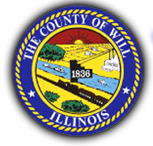 THE COUNTY OF WILL
1836
ILLINOIS